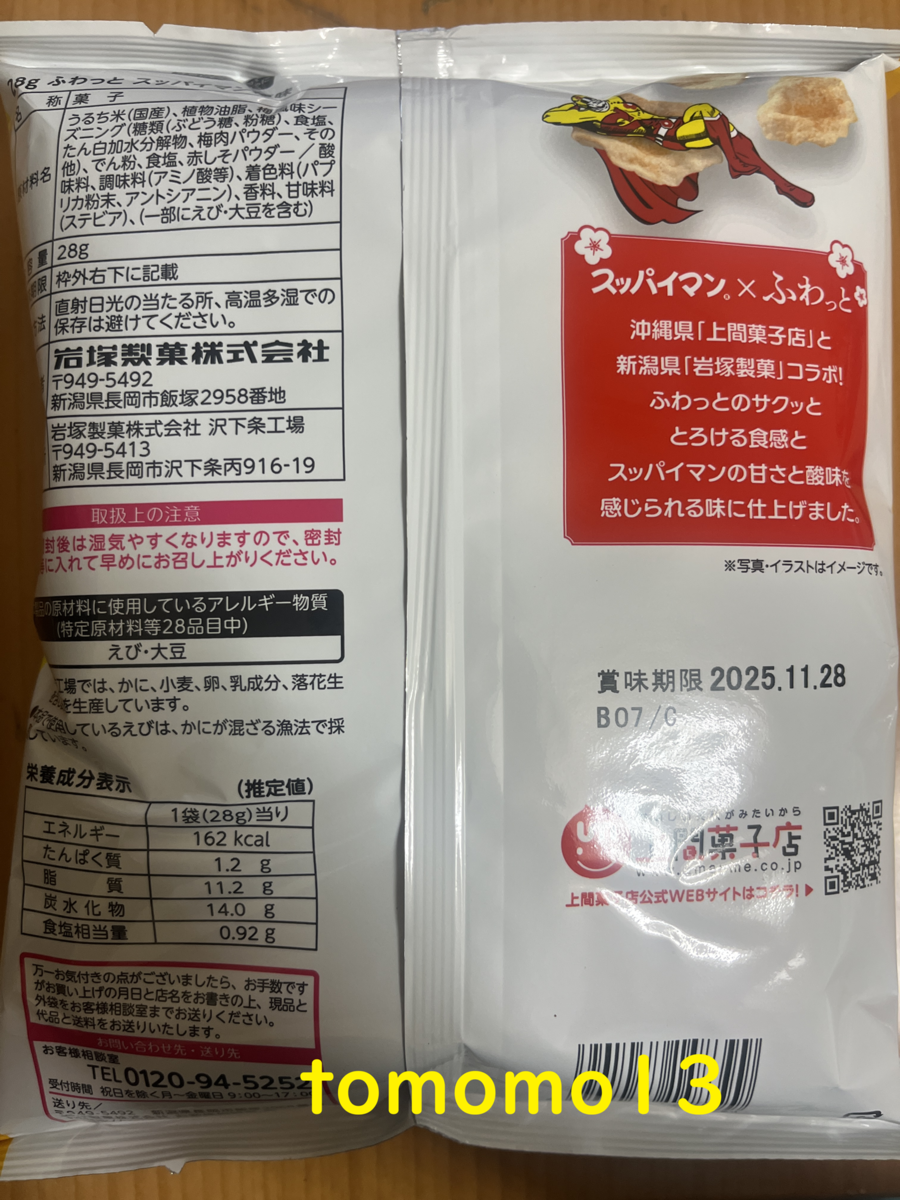 ふわっと スッパイマン
称 菓子
うるち米(国産)、植物油脂、梅風味シー
ズニング(糖類(ぶどう糖、粉糖)、食塩、
たん白加水分解物、梅肉パウダー、その
他)、でん粉、食塩、赤しそパウダー／酸
味料、調味料(アミノ酸等)、着色料(パプ
リカ粉末、アントシアニン)、香料、甘味料
(ステビア)、(一部にえび・大豆を含む)
材料名
量 28g
期限 枠外右下に記載
方法 直射日光の当たる所、高温多湿での
保存は避けてください。
岩塚製菓株式会社
〒949-5492
新潟県長岡市飯塚2958番地
岩塚製菓株式会社 沢下条工場
〒949-5413
新潟県長岡市沢下条丙916-19
取扱上の注意
封後は湿気やすくなりますので、密封
に入れて早めにお召し上がりください。
の原材料に使用しているアレルギー物質
(特定原材料等28品目中)
えび・大豆
工場では、かに、小麦、卵、乳成分、落花生
を生産しています。
使用しているえびは、かにが混ざる漁法で採
しています。
栄養成分表示 (推定値)
1袋(28g)当り
エネルギー 162 kcal
たんぱく質 1.2 g
脂質 11.2 g
炭水化物 14.0 g
食塩相当量 0.92 g
万一お気付きの点がございましたら、お手数です
がお買い上げの月日と店名をお書きの上、現品と
外袋をお客様相談室までお送りください。
代品と送料をお送りいたします。
お問い合わせ先・送り先
お客様相談室
TEL0120-94-5252
受付時間 祝日を除く月〜金曜日 9:00〜17:00
送り先／
スッパイマン。×ふわっと
沖縄県「上間菓子店」と
新潟県「岩塚製菓」コラボ!
ふわっとのサクッと
とろける食感と
スッパイマンの甘さと酸味を
感じられる味に仕上げました。
※写真・イラストはイメージです。
賞味期限 2025.11.28
B07/C
がみたいから
上間菓子店
上間菓子店公式WEBサイトはコチラ!
tomomo13